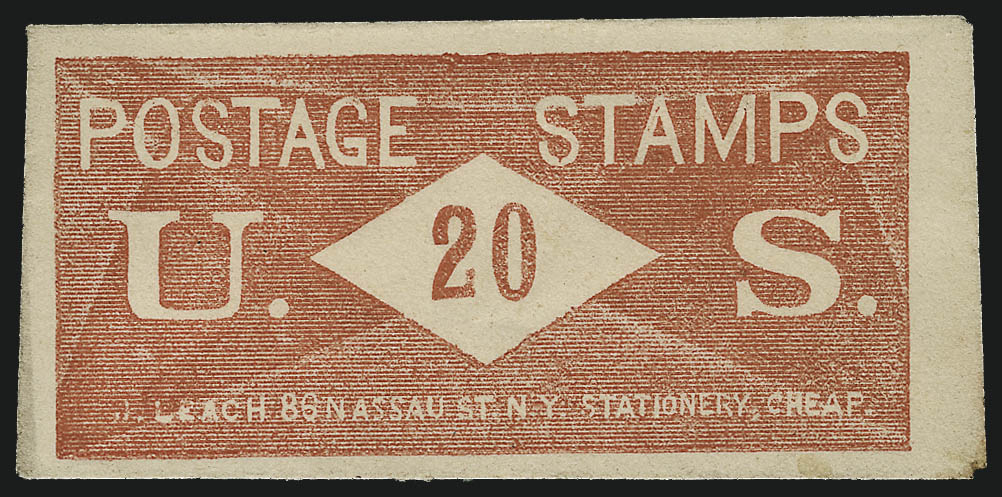 POSTAGE STAMPS
U. 20 S.
J. LEACH 86 NASSAU ST. N.Y. STATIONERY, CHEAP.